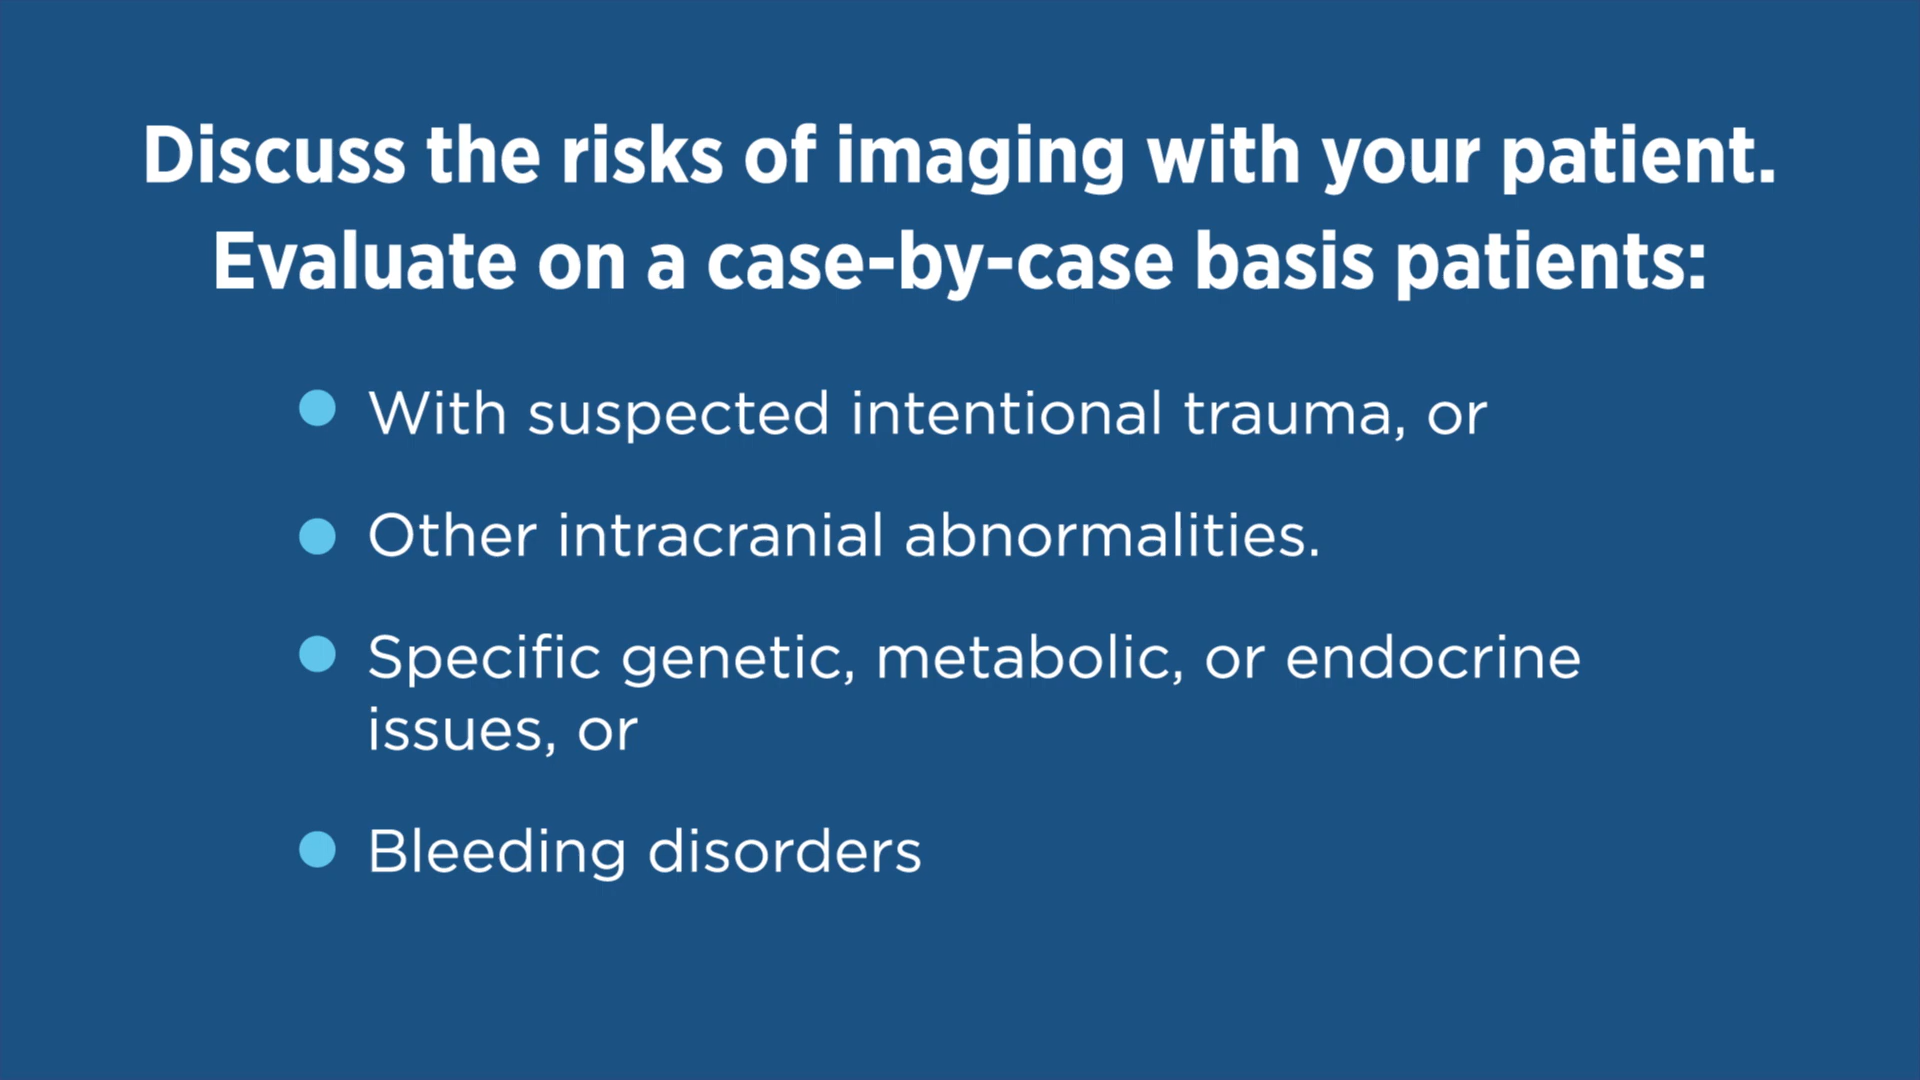 Discuss the risks of imaging with your patient.
Evaluate on a case-by-case basis patients:
With suspected intentional trauma, or
Other intracranial abnormalities.
Specific genetic, metabolic, or endocrine
issues, or
Bleeding disorders